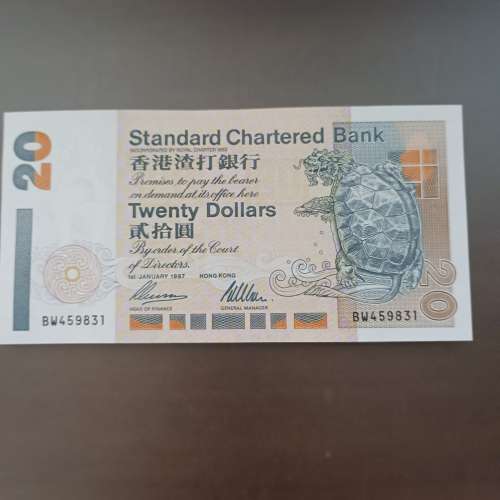 20
Standard Chartered Bank
INCORPORATED BY ROYAL CHARTER 1853
香港渣打銀行
Promises to pay the bearer
on demand at its office here
Twenty Dollars
貳拾圓
By order of the Court
of Directors.
1st JANUARY 1997 HONG KONG
HEAD OF FINANCE GENERAL MANAGER
BW459831 BW459831
20